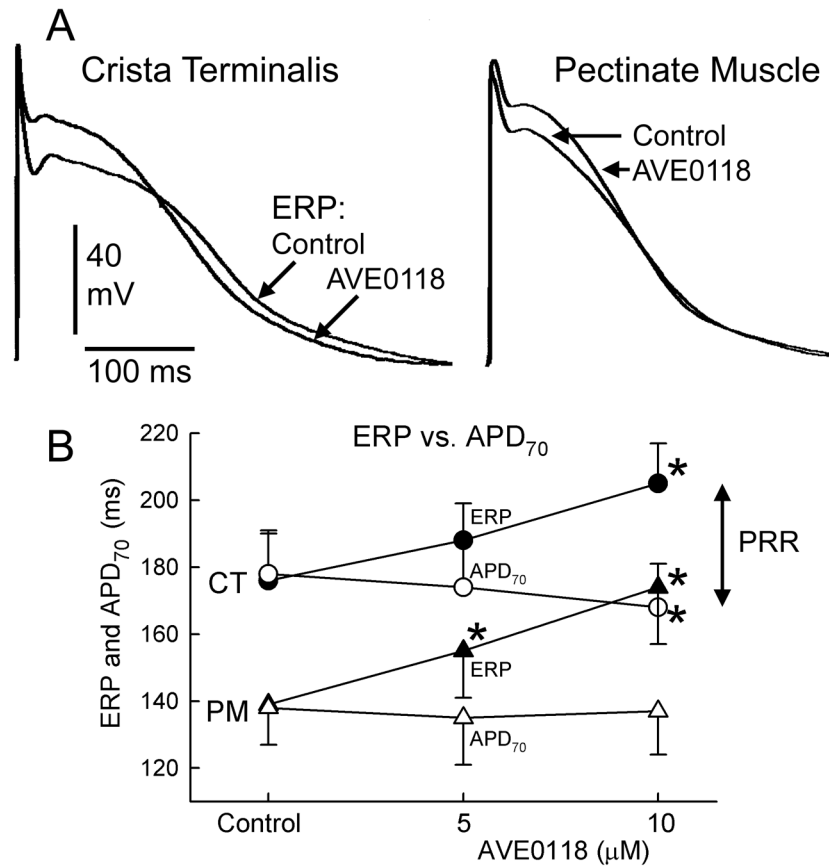 A
Crista Terminalis
Pectinate Muscle
Control
AVE0118
ERP:
Control
AVE0118
40
mV
100 ms
B
ERP vs. APD70
ERP and APD70 (ms)
220
200
180
160
140
120
CT
PM
ERP
APD70
ERP
APD70
*
*
*
*
PRR
Control
5
10
AVE0118 (μM)